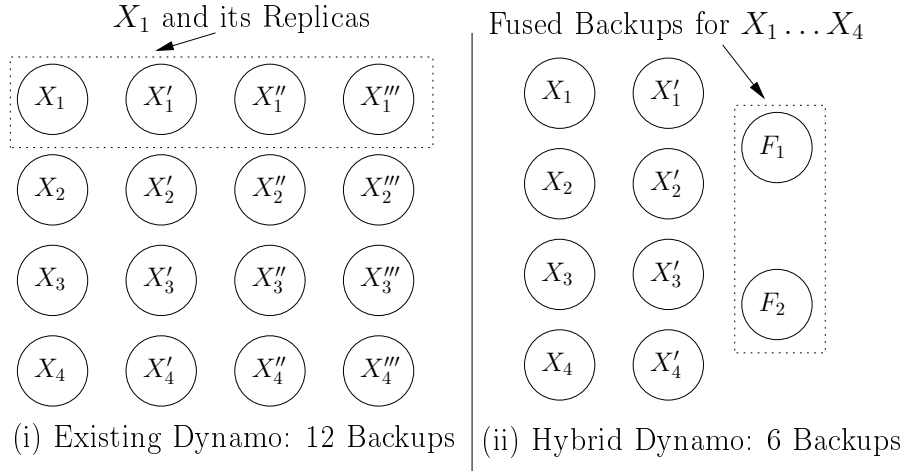 X₁ and its Replicas
X₁ X₁′ X₁″ X₁‴
X₂ X₂′ X₂″ X₂‴
X₃ X₃′ X₃″ X₃‴
X₄ X₄′ X₄″ X₄‴
(i) Existing Dynamo: 12 Backups
Fused Backups for X₁ … X₄
X₁ X₁′
F₁
X₂ X₂′
X₃ X₃′
F₂
X₄ X₄′
(ii) Hybrid Dynamo: 6 Backups